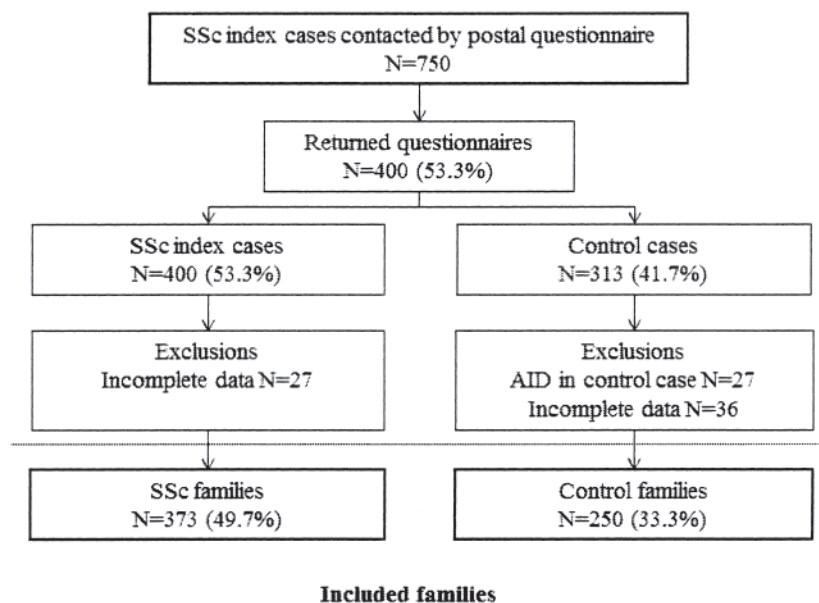 SSc index cases contacted by postal questionnaire
N=750
Returned questionnaires
N=400 (53.3%)
SSc index cases
N=400 (53.3%)
Control cases
N=313 (41.7%)
Exclusions
Incomplete data N=27
Exclusions
AID in control case N=27
Incomplete data N=36
SSc families
N=373 (49.7%)
Control families
N=250 (33.3%)
Included families